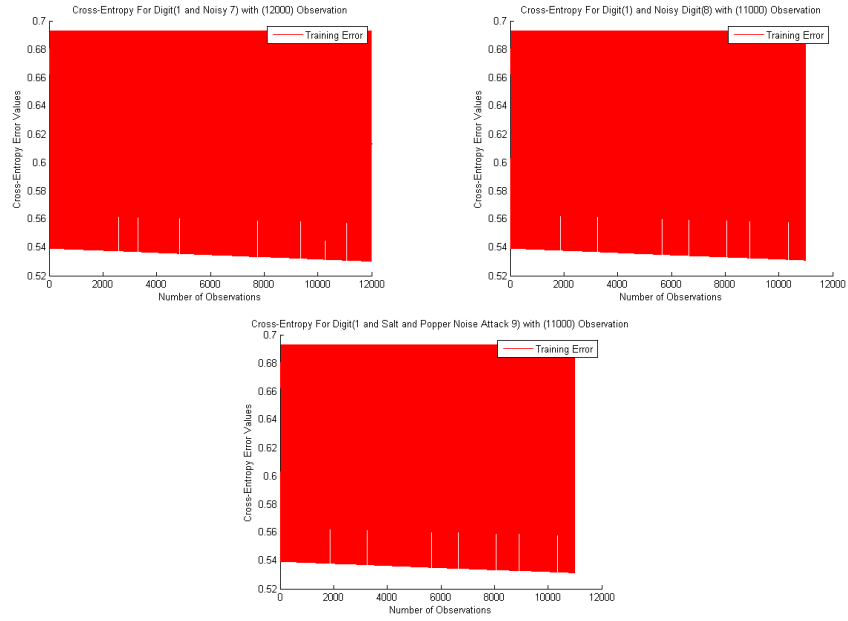 Cross-Entropy For Digit(1 and Noisy 7) with (12000) Observation
Training Error
Cross-Entropy Error Values
0.7
0.68
0.66
0.64
0.62
0.6
0.58
0.56
0.54
0.52
0 2000 4000 6000 8000 10000 12000
Number of Observations
Cross-Entropy For Digit(1) and Noisy Digit(8) with (11000) Observation
Training Error
Cross-Entropy Error Values
0.7
0.68
0.66
0.64
0.62
0.6
0.58
0.56
0.54
0.52
0 2000 4000 6000 8000 10000 12000
Number of Observations
Cross-Entropy For Digit(1 and Salt and Popper Noise Attack 9) with (11000) Observation
Training Error
Cross-Entropy Error Values
0.7
0.68
0.66
0.64
0.62
0.6
0.58
0.56
0.54
0.52
0 2000 4000 6000 8000 10000 12000
Number of Observations